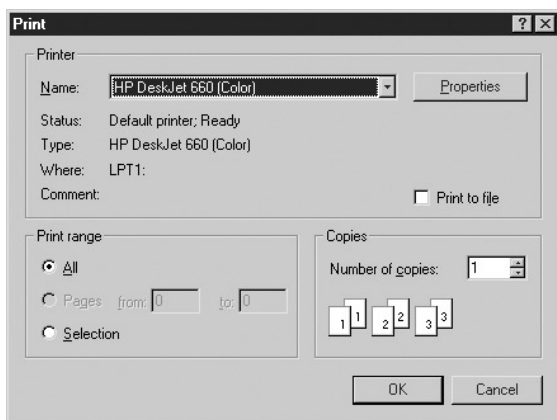 Print
Printer
Name: HP DeskJet 660 (Color) Properties
Status: Default printer; Ready
Type: HP DeskJet 660 (Color)
Where: LPT1:
Comment: Print to file
Print range
All
Pages from: 0 to: 0
Selection
Copies
Number of copies: 1
1 1 2 2 3 3
OK Cancel